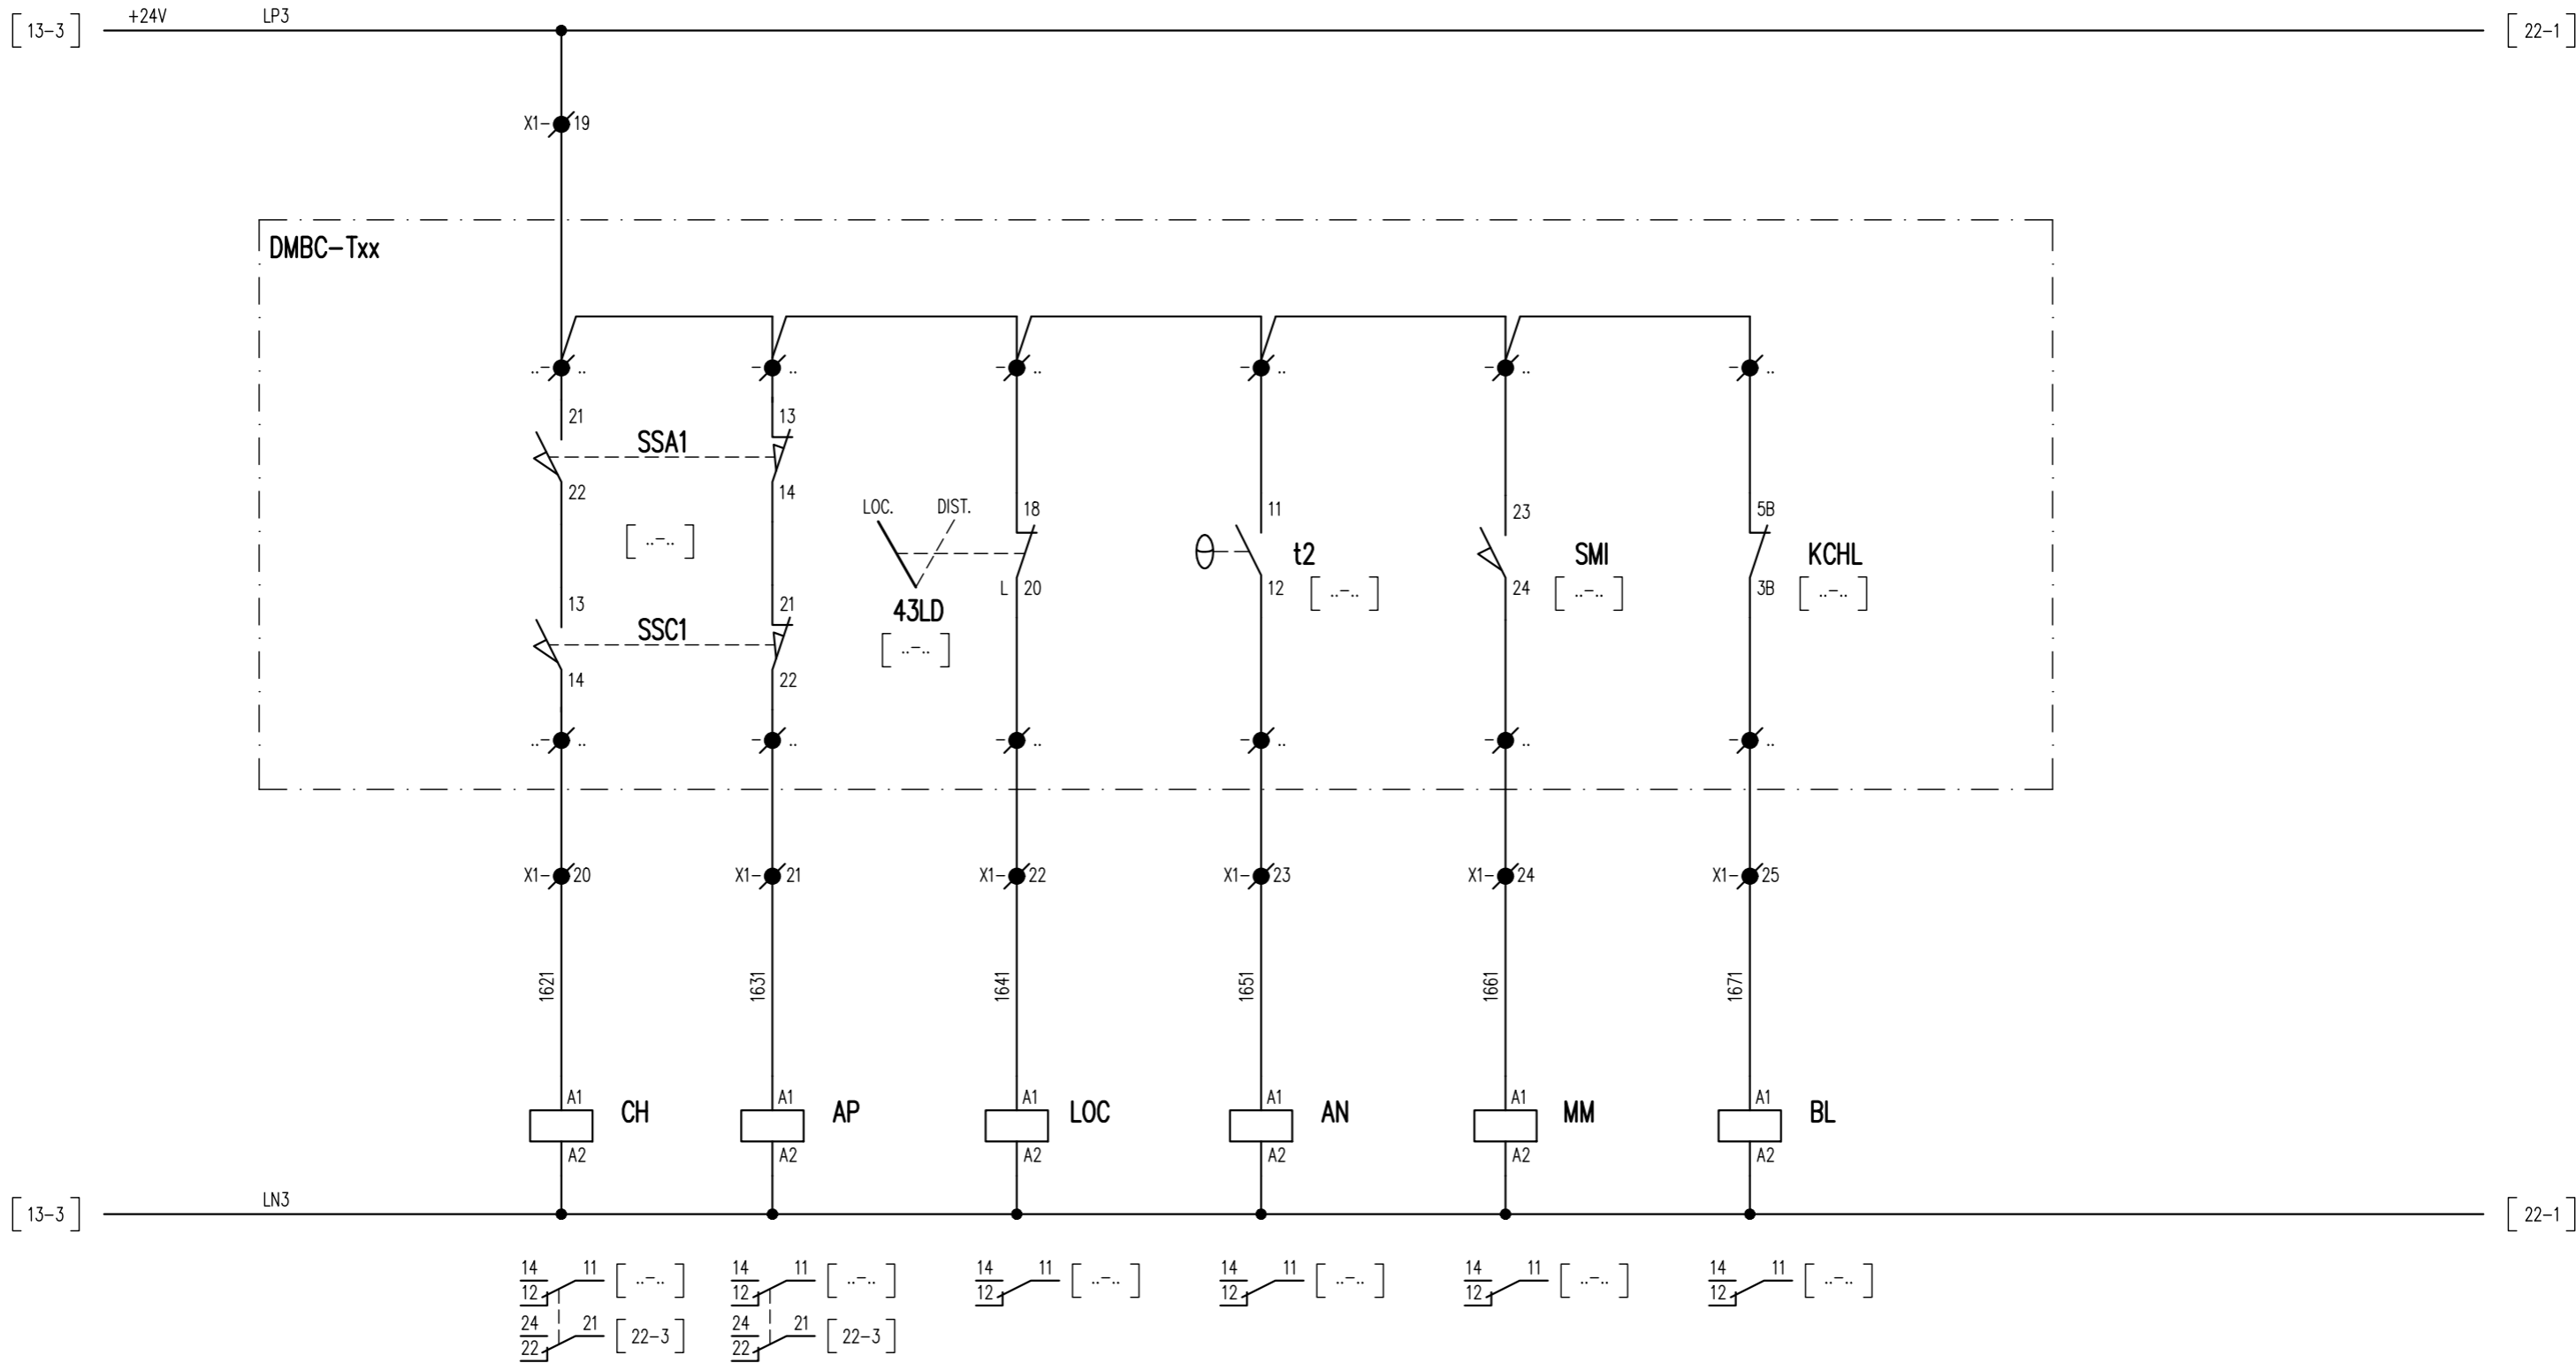 +24V LP3
[ 13-3 ] [ 22-1 ]
X1- 19
DMBC-Txx
..- .. - .. - .. - .. - .. - ..
21 13
SSA1
22 14
LOC. DIST. 18 11 23 5B
[ ..-.. ]
t2 SMI KCHL
L 20 12 24 3B
[ ..-.. ] [ ..-.. ] [ ..-.. ]
13 21
43LD
SSC1
[ ..-.. ]
14 22
..- .. - .. - .. - .. - .. - ..
X1- 20 X1- 21 X1- 22 X1- 23 X1- 24 X1- 25
1621 1631 1641 1651 1661 1671
A1 A1 A1 A1 A1 A1
CH AP LOC AN MM BL
A2 A2 A2 A2 A2 A2
LN3
[ 13-3 ] [ 22-1 ]
14 11 [ ..-.. ] 14 11 [ ..-.. ] 14 11 [ ..-.. ] 14 11 [ ..-.. ] 14 11 [ ..-.. ] 14 11 [ ..-.. ]
12 12 12 12 12 12
24 21 [ 22-3 ] 24 21 [ 22-3 ]
22 22